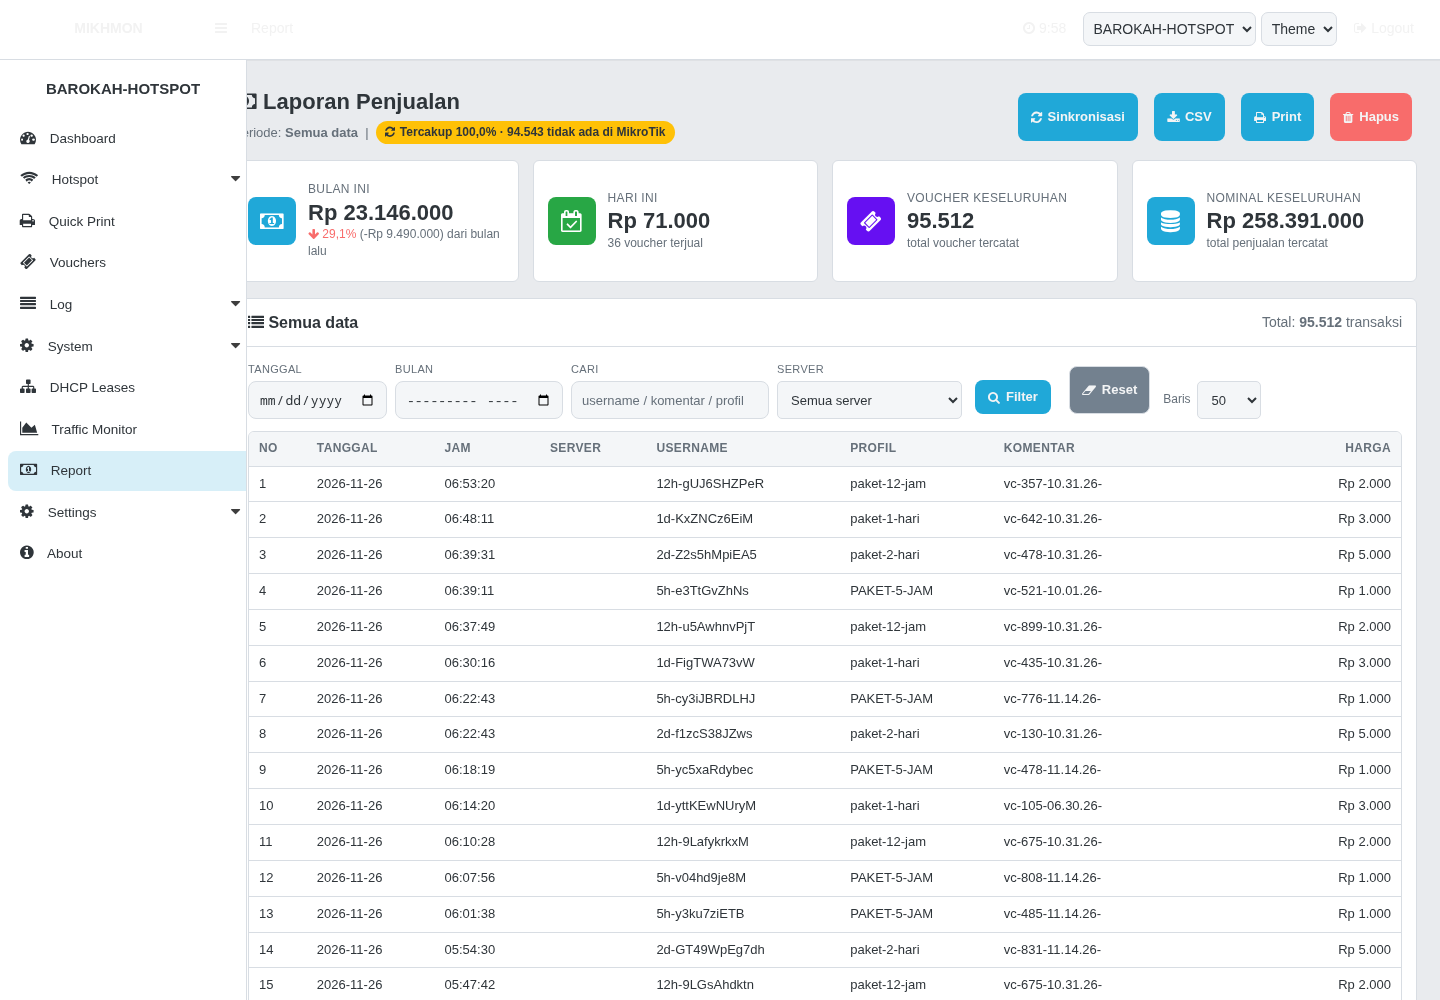 MIKHMON Report 9:58 BAROKAH-HOTSPOT Theme Logout
BAROKAH-HOTSPOT
Dashboard
Hotspot
Quick Print
Vouchers
Log
System
DHCP Leases
Traffic Monitor
Report
Settings
About
Laporan Penjualan
eriode: Semua data | Tercakup 100,0% · 94.543 tidak ada di MikroTik
Sinkronisasi CSV Print Hapus
BULAN INI
Rp 23.146.000
29,1% (-Rp 9.490.000) dari bulan
lalu
HARI INI
Rp 71.000
36 voucher terjual
VOUCHER KESELURUHAN
95.512
total voucher tercatat
NOMINAL KESELURUHAN
Rp 258.391.000
total penjualan tercatat
Semua data Total: 95.512 transaksi
TANGGAL BULAN CARI SERVER
mm/dd/yyyy --------- ---- username / komentar / profil Semua server Filter Reset Baris 50
NO TANGGAL JAM SERVER USERNAME PROFIL KOMENTAR HARGA
1 2026-11-26 06:53:20 12h-gUJ6SHZPeR paket-12-jam vc-357-10.31.26- Rp 2.000
2 2026-11-26 06:48:11 1d-KxZNCz6EiM paket-1-hari vc-642-10.31.26- Rp 3.000
3 2026-11-26 06:39:31 2d-Z2s5hMpiEA5 paket-2-hari vc-478-10.31.26- Rp 5.000
4 2026-11-26 06:39:11 5h-e3TtGvZhNs PAKET-5-JAM vc-521-10.01.26- Rp 1.000
5 2026-11-26 06:37:49 12h-u5AwhnvPjT paket-12-jam vc-899-10.31.26- Rp 2.000
6 2026-11-26 06:30:16 1d-FigTWA73vW paket-1-hari vc-435-10.31.26- Rp 3.000
7 2026-11-26 06:22:43 5h-cy3iJBRDLHJ PAKET-5-JAM vc-776-11.14.26- Rp 1.000
8 2026-11-26 06:22:43 2d-f1zcS38JZws paket-2-hari vc-130-10.31.26- Rp 5.000
9 2026-11-26 06:18:19 5h-yc5xaRdybec PAKET-5-JAM vc-478-11.14.26- Rp 1.000
10 2026-11-26 06:14:20 1d-yttKEwNUryM paket-1-hari vc-105-06.30.26- Rp 3.000
11 2026-11-26 06:10:28 12h-9LafykrkxM paket-12-jam vc-675-10.31.26- Rp 2.000
12 2026-11-26 06:07:56 5h-v04hd9je8M PAKET-5-JAM vc-808-11.14.26- Rp 1.000
13 2026-11-26 06:01:38 5h-y3ku7ziETB PAKET-5-JAM vc-485-11.14.26- Rp 1.000
14 2026-11-26 05:54:30 2d-GT49WpEg7dh paket-2-hari vc-831-11.14.26- Rp 5.000
15 2026-11-26 05:47:42 12h-9LGsAhdktn paket-12-jam vc-675-10.31.26- Rp 2.000